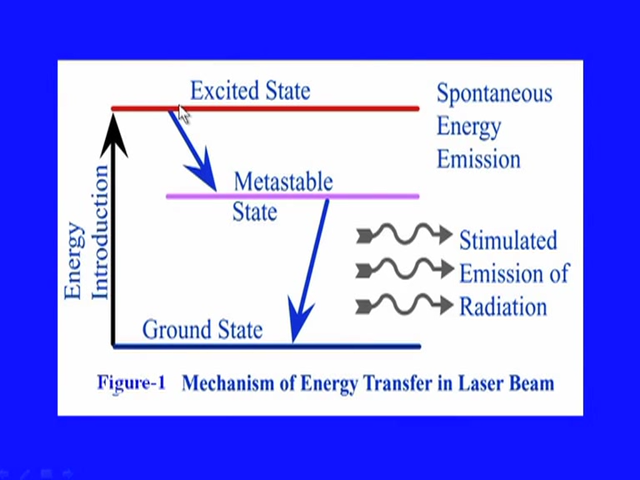 Excited State
Spontaneous
Energy
Emission
Metastable
State
Energy
Introduction
Stimulated
Emission of
Radiation
Ground State
Figure-1 Mechanism of Energy Transfer in Laser Beam